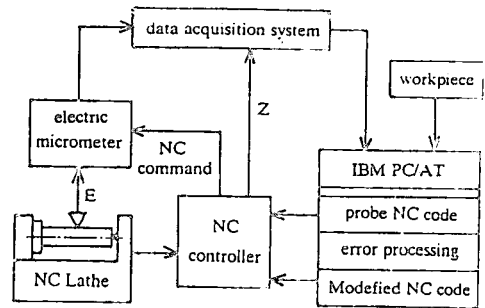 data acquisition system
workpiece
electric
micrometer
NC
command
Z
E
IBM PC/AT
probe NC code
error processing
Modefied NC code
NC
controller
NC Lathe